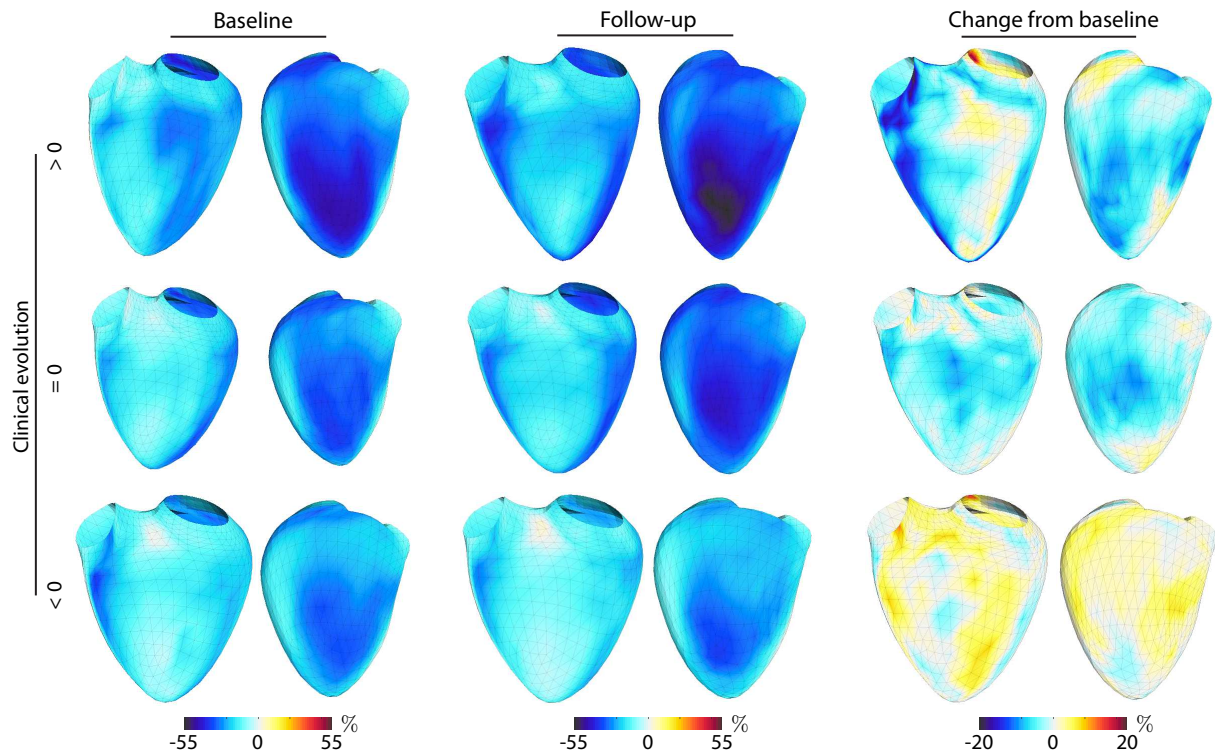 Baseline
Follow-up
Change from baseline
Clinical evolution
> 0
= 0
< 0
-55 0 55 %
-55 0 55 %
-20 0 20 %